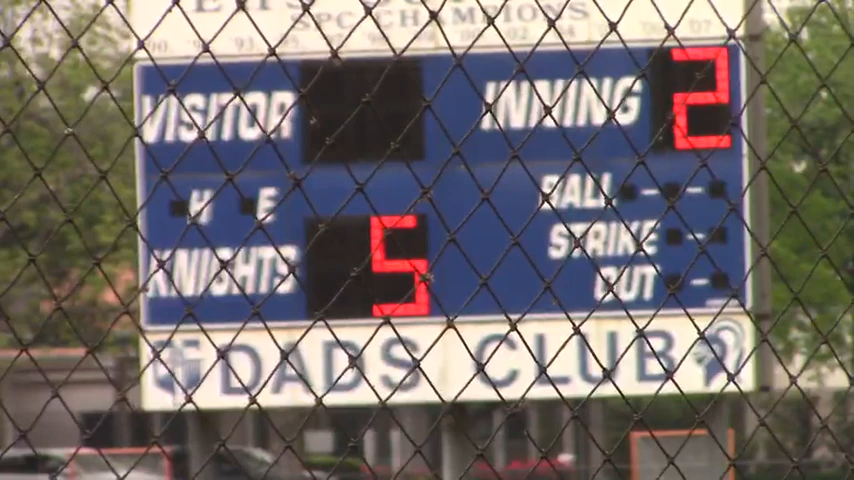 SPC CHAMPIONS
VISITOR
INNING 2
H E
BALL
STRIKE
KNIGHTS 5
OUT
DADS CLUB